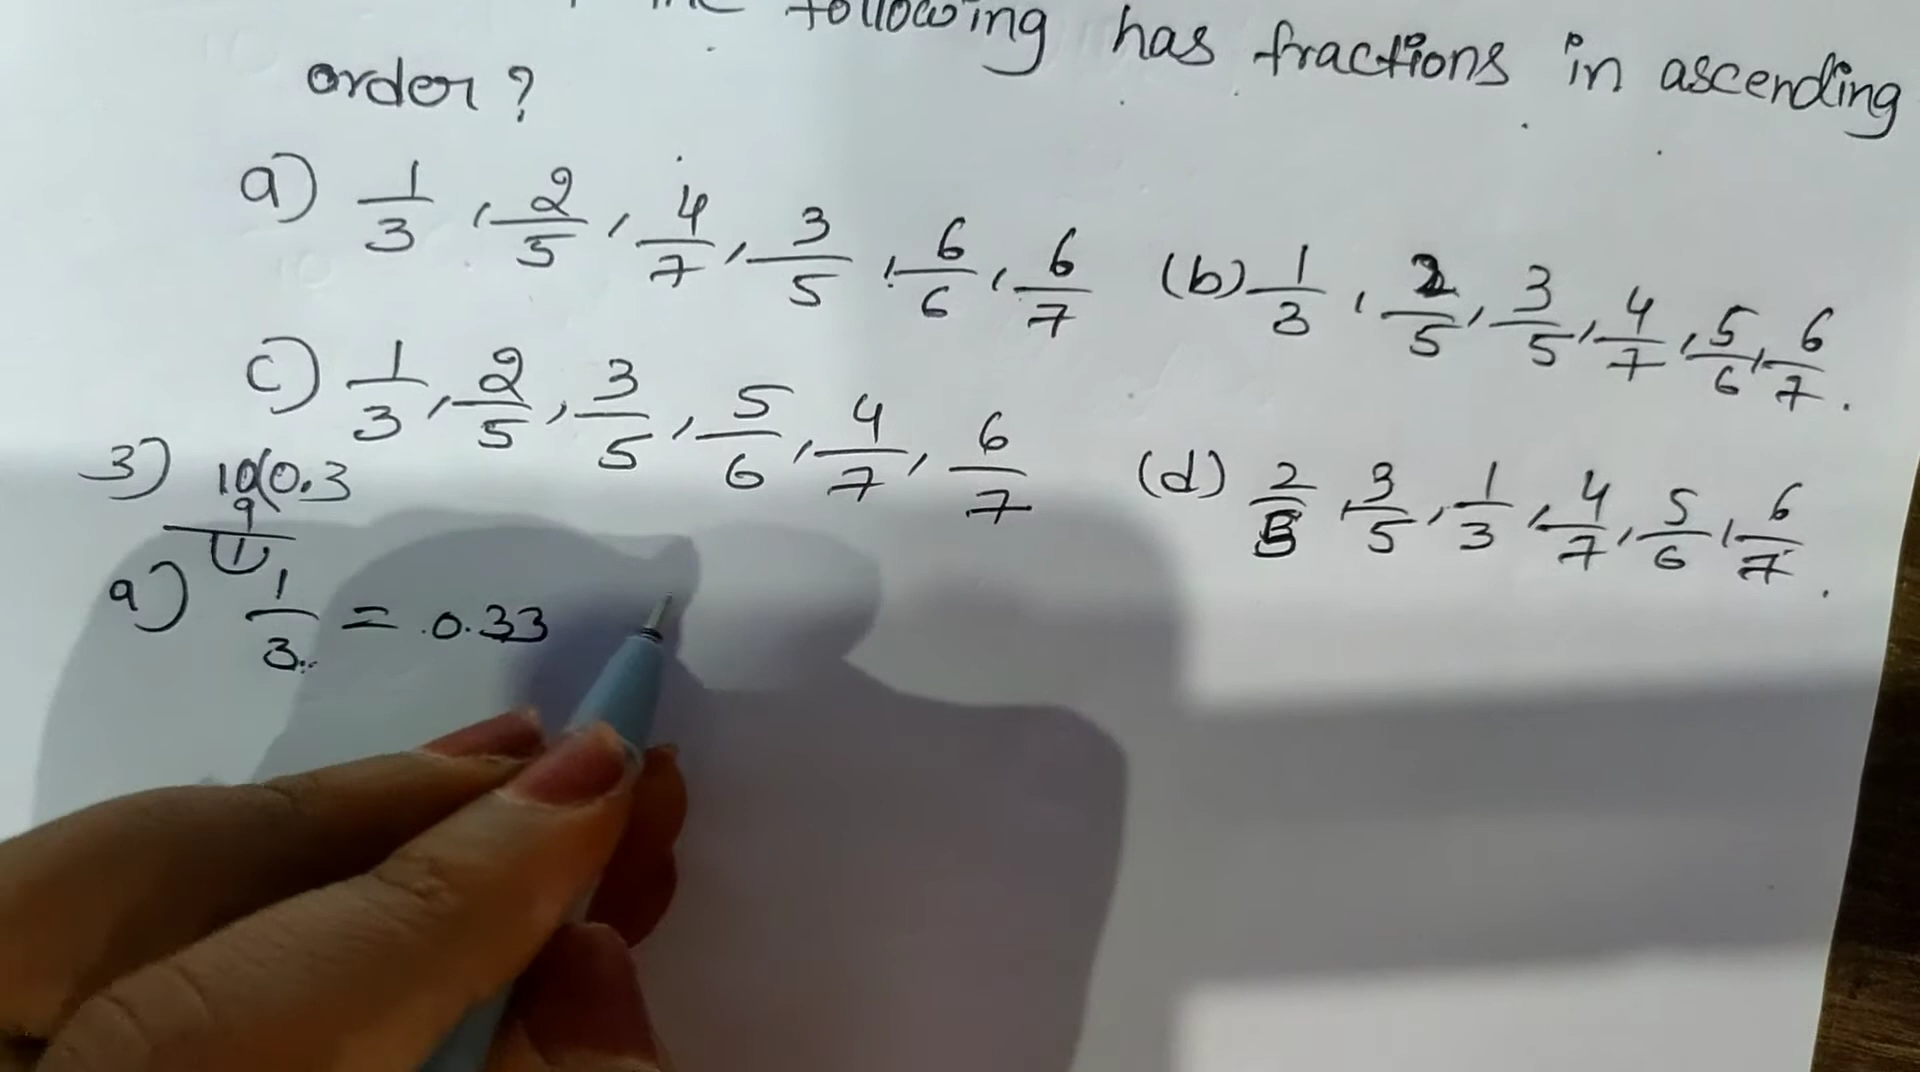 the following has fractions in ascending
order?
a) 1/3, 2/5, 4/7, 3/5, 6/6, 6/7 (b) 1/3, 2/5, 3/5, 4/7, 5/6, 6/7.
c) 1/3, 2/5, 3/5, 5/6, 4/7, 6/7 (d) 2/5, 3/5, 1/3, 4/7, 5/6, 6/7.
3) 10(0.3
9
1
a) 1/3 = 0.33